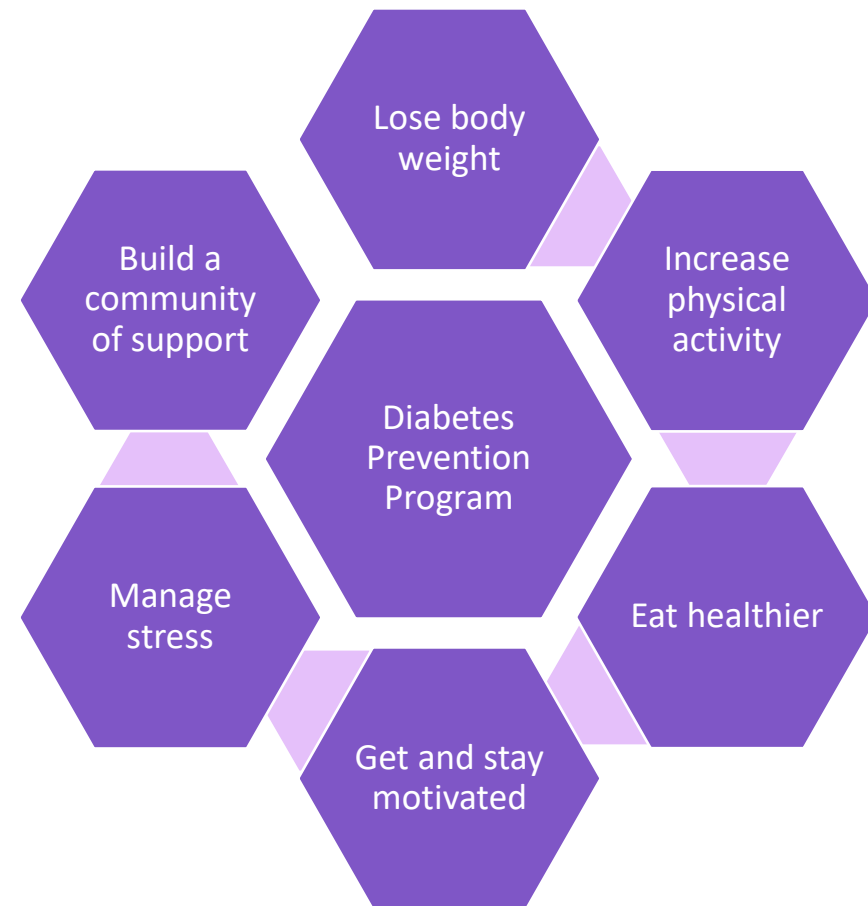 Lose body
weight
Increase
physical
activity
Eat healthier
Get and stay
motivated
Manage
stress
Build a
community
of support
Diabetes
Prevention
Program